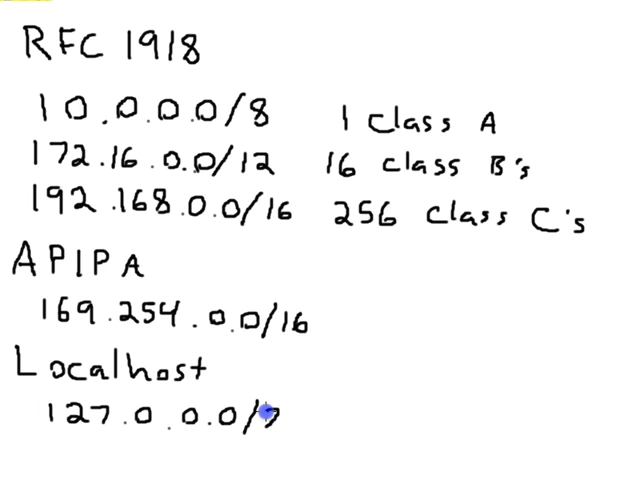 RFC 1918
10.0.0.0/8 1 Class A
172.16.0.0/12 16 class B's
192.168.0.0/16 256 Class C's
APIPA
169.254.0.0/16
Localhost
127.0.0.0/